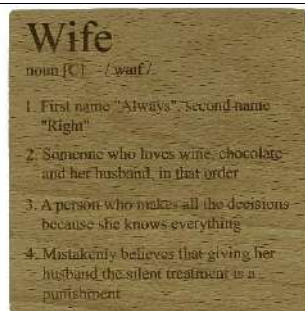 Wife
noun [C] /waɪf/
1. First name "Always", second name
"Right"
2. Someone who loves wine, chocolate
and her husband, in that order
3. A person who makes all the decisions
because she knows everything
4. Mistakenly believes that giving her
husband the silent treatment is a
punishment